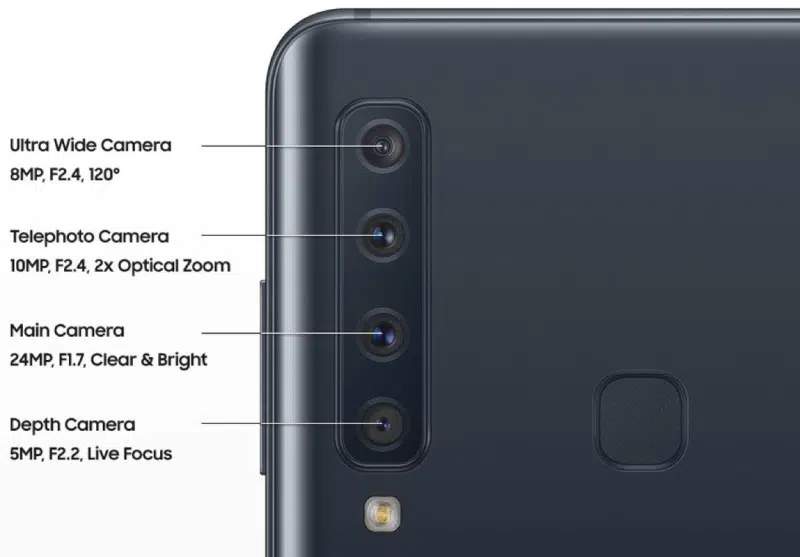 Ultra Wide Camera
8MP, F2.4, 120°
Telephoto Camera
10MP, F2.4, 2x Optical Zoom
Main Camera
24MP, F1.7, Clear & Bright
Depth Camera
5MP, F2.2, Live Focus